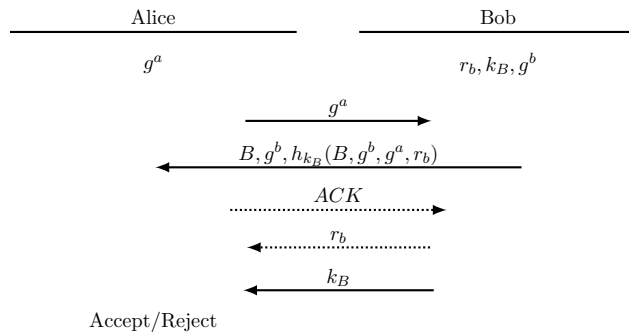 Alice Bob
g^a r_b, k_B, g^b
g^a
B, g^b, h_{k_B}(B, g^b, g^a, r_b)
ACK
r_b
k_B
Accept/Reject